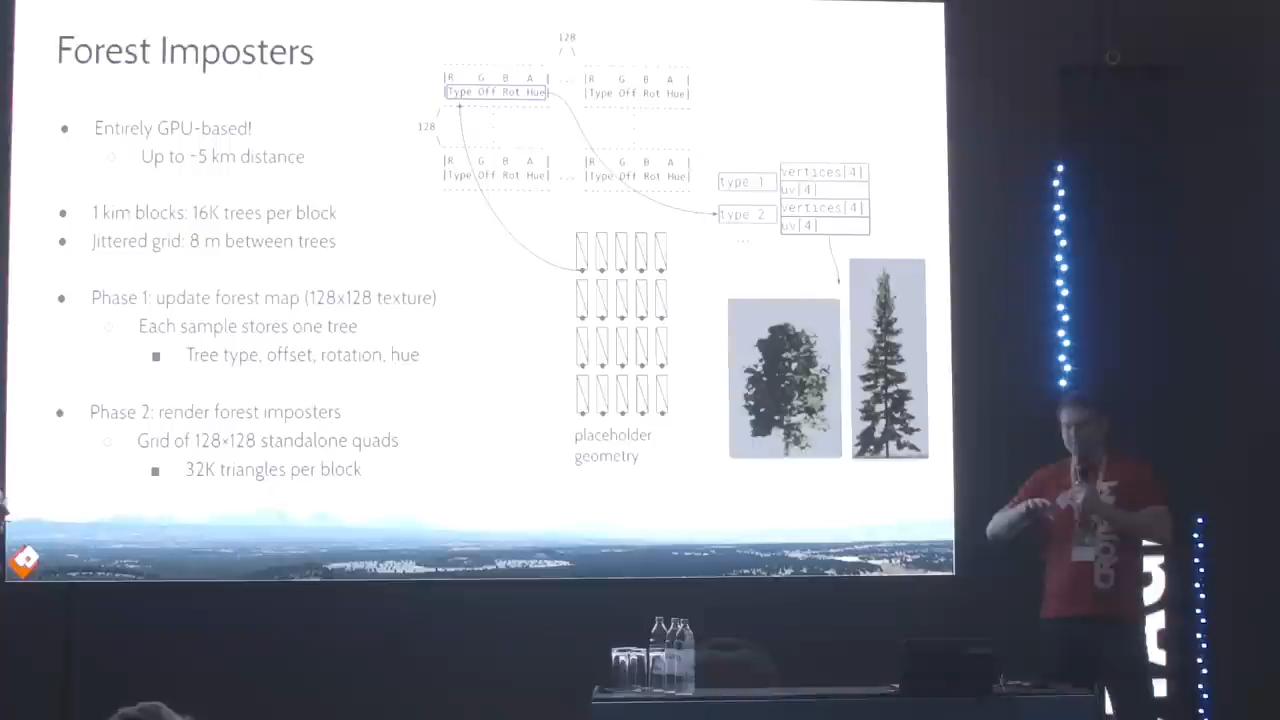 Forest Imposters
Entirely GPU-based!
Up to ~5 km distance
1 km blocks: 16K trees per block
Jittered grid: 8 m between trees
Phase 1: update forest map (128x128 texture)
Each sample stores one tree
Tree type, offset, rotation, hue
Phase 2: render forest imposters
Grid of 128×128 standalone quads
32K triangles per block
128
|R G B A | ... |R G B A |
|Type Off Rot Hue| |Type Off Rot Hue|
128
|R G B A | |R G B A |
|Type Off Rot Hue| ... |Type Off Rot Hue|
type 1
vertices[4]
uv[4]
type 2
vertices[4]
uv[4]
...
placeholder
geometry